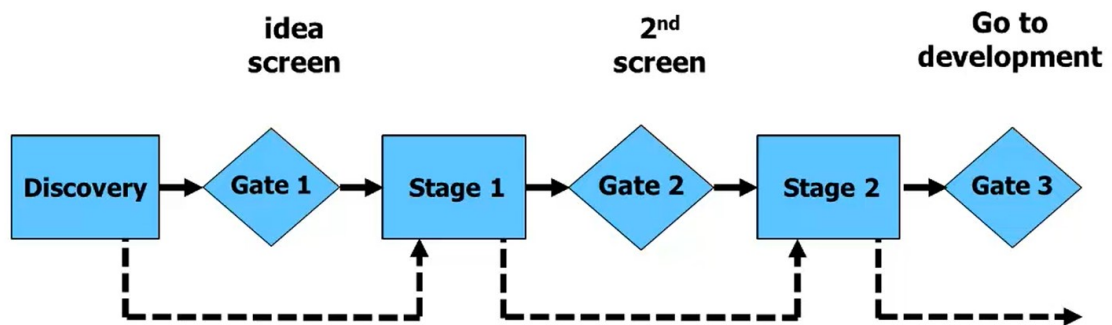 idea
screen
2nd
screen
Go to
development
Discovery
Gate 1
Stage 1
Gate 2
Stage 2
Gate 3